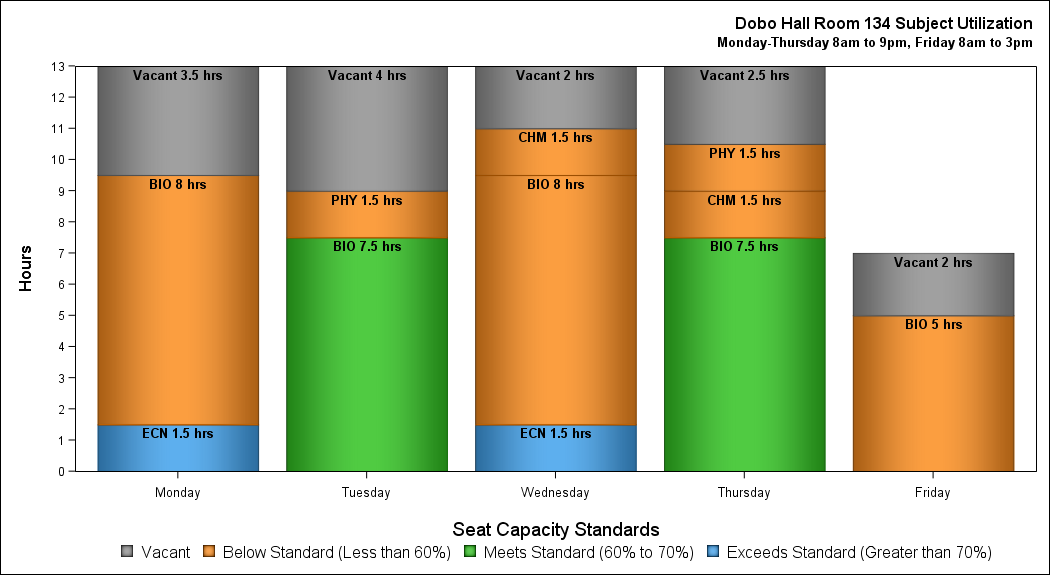 Dobo Hall Room 134 Subject Utilization
Monday-Thursday 8am to 9pm, Friday 8am to 3pm
Hours
13
12
11
10
9
8
7
6
5
4
3
2
1
0
Vacant 3.5 hrs
BIO 8 hrs
ECN 1.5 hrs
Vacant 4 hrs
PHY 1.5 hrs
BIO 7.5 hrs
Vacant 2 hrs
CHM 1.5 hrs
BIO 8 hrs
ECN 1.5 hrs
Vacant 2.5 hrs
PHY 1.5 hrs
CHM 1.5 hrs
BIO 7.5 hrs
Vacant 2 hrs
BIO 5 hrs
Monday Tuesday Wednesday Thursday Friday
Seat Capacity Standards
Vacant Below Standard (Less than 60%) Meets Standard (60% to 70%) Exceeds Standard (Greater than 70%)